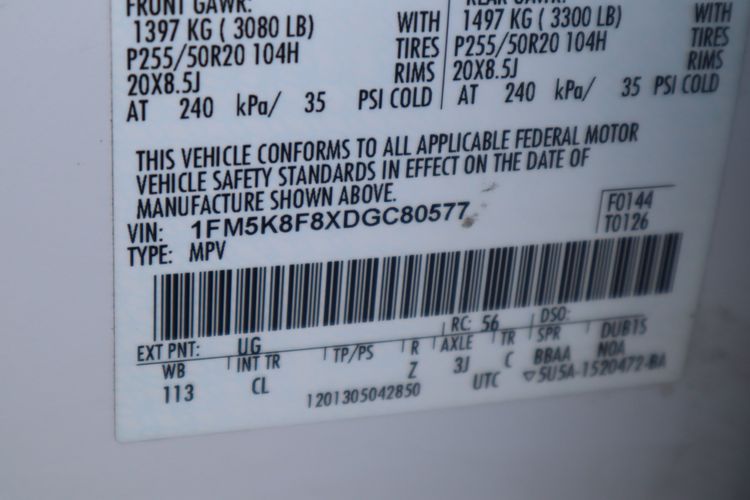 FRONT GAWR:
REAR GAWR:
1397 KG ( 3080 LB) WITH
1497 KG ( 3300 LB) WITH
P255/50R20 104H TIRES
P255/50R20 104H TIRES
20X8.5J RIMS
20X8.5J RIMS
AT 240 kPa/ 35 PSI COLD
AT 240 kPa/ 35 PSI COLD
THIS VEHICLE CONFORMS TO ALL APPLICABLE FEDERAL MOTOR
VEHICLE SAFETY STANDARDS IN EFFECT ON THE DATE OF
MANUFACTURE SHOWN ABOVE.
VIN: 1FM5K8F8XDGC80577
F0144
TYPE: MPV
T0126
EXT PNT: UG RC: 56 DSO:
WB INT TR TP/PS R AXLE TR SPR DUB15
113 CL Z 3J C BBAA N0A
1201305042850 UTC ▽5U5A-1520472-BA